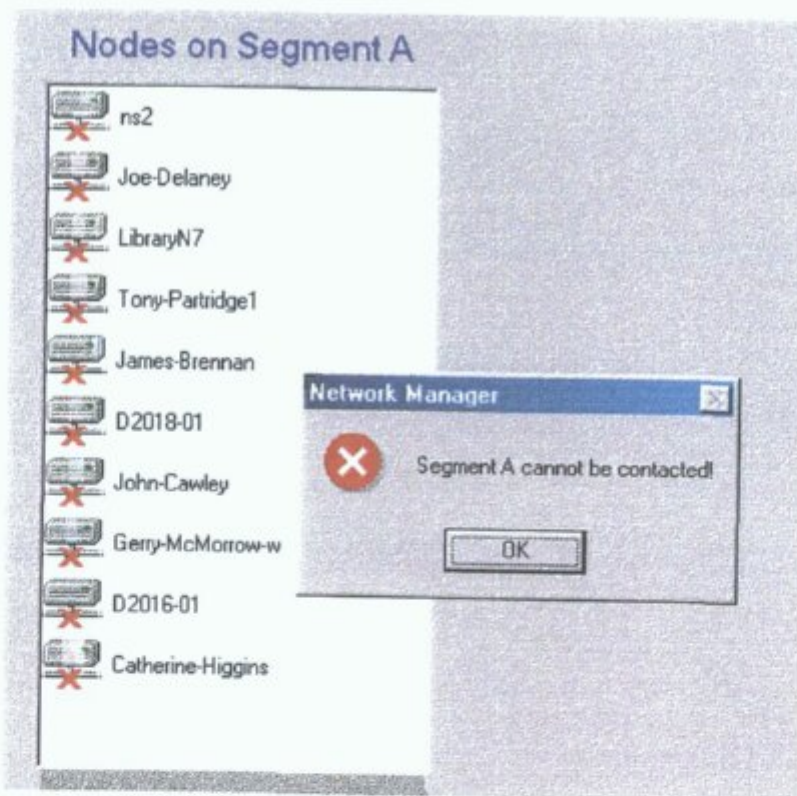 Nodes on Segment A
ns2
Joe-Delaney
LibraryN7
Tony-Partridge1
James-Brennan
D2018-01
John-Cawley
Gerry-McMorrow-w
D2016-01
Catherine-Higgins
Network Manager
Segment A cannot be contacted!
OK